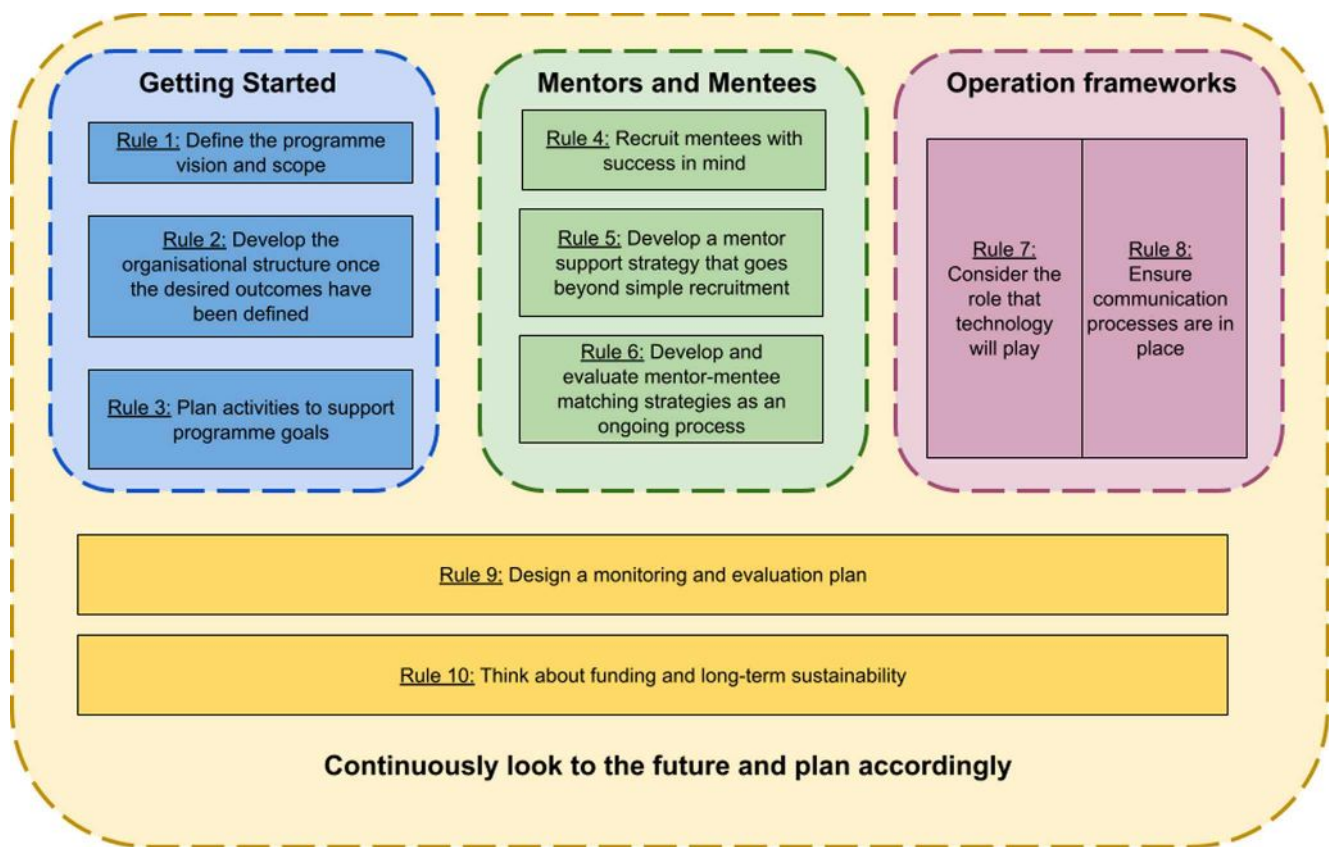 Getting Started
Rule 1: Define the programme
vision and scope
Rule 2: Develop the
organisational structure once
the desired outcomes have
been defined
Rule 3: Plan activities to support
programme goals
Mentors and Mentees
Rule 4: Recruit mentees with
success in mind
Rule 5: Develop a mentor
support strategy that goes
beyond simple recruitment
Rule 6: Develop and
evaluate mentor-mentee
matching strategies as an
ongoing process
Operation frameworks
Rule 7:
Consider the
role that
technology
will play
Rule 8:
Ensure
communication
processes are in
place
Rule 9: Design a monitoring and evaluation plan
Rule 10: Think about funding and long-term sustainability
Continuously look to the future and plan accordingly